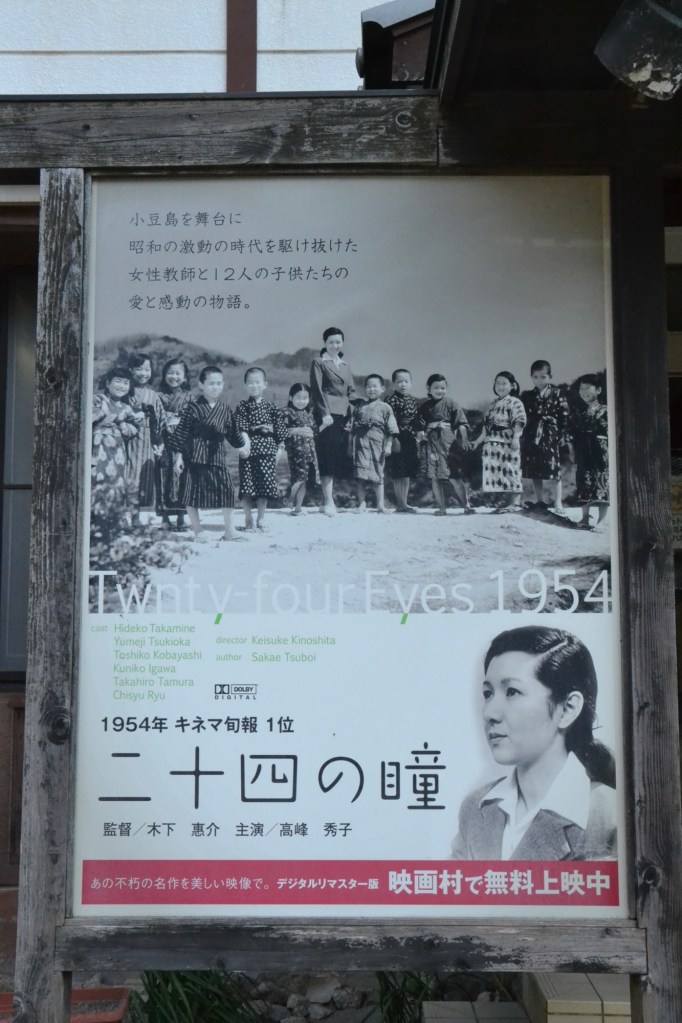 小豆島を舞台に
昭和の激動の時代を駆け抜けた
女性教師と12人の子供たちの
愛と感動の物語。
Twnty-four Eyes 1954
cast Hideko Takamine
Yumeji Tsukioka
Toshiko Kobayashi
Kuniko Igawa
Takahiro Tamura
Chisyu Ryu
director Keisuke Kinoshita
author Sakae Tsuboi
DOLBY
DIGITAL
1954年 キネマ旬報 1位
二十四の瞳
監督/木下 惠介 主演/高峰 秀子
あの不朽の名作を美しい映像で。デジタルリマスター版 映画村で無料上映中